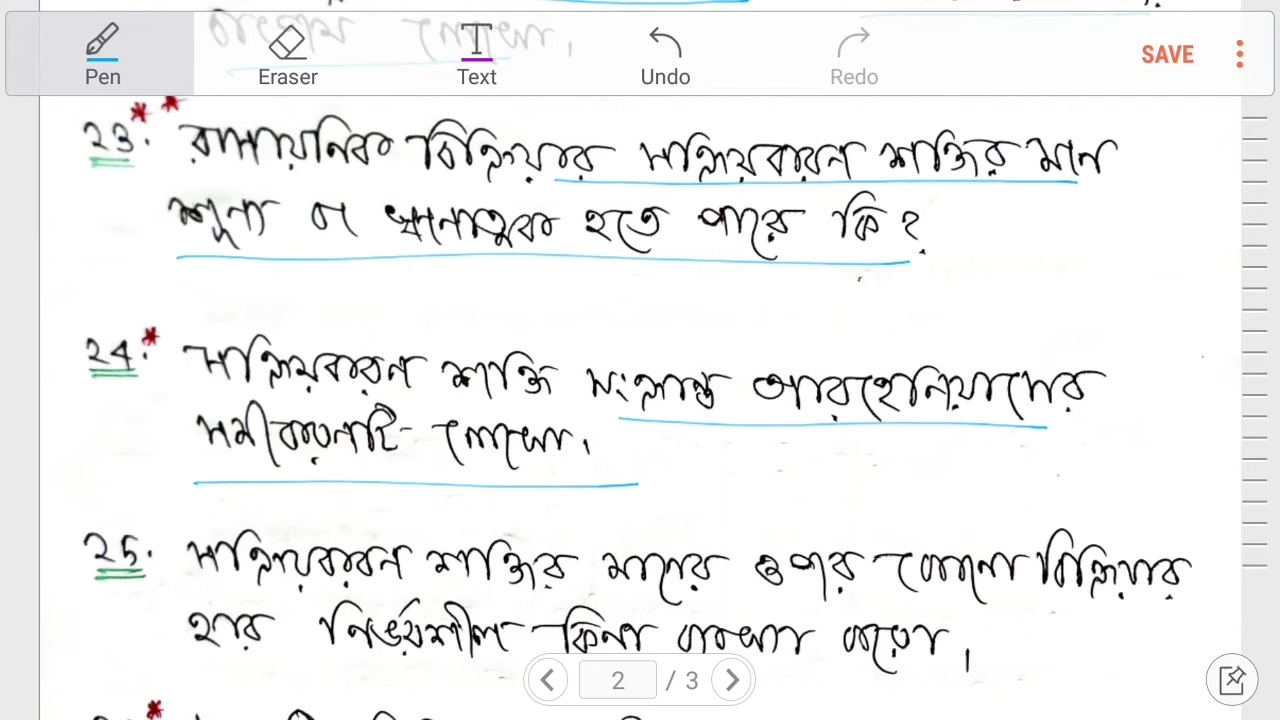 লেখো।
Pen Eraser Text Undo Redo SAVE
23. রাসায়নিক বিক্রিয়ার সক্রিয়করণ শক্তির মান
শূন্য বা ঋনাত্মক হতে পারে কি?
24. সক্রিয়করণ শক্তি সংক্রান্ত আরহেনিয়াসের
সমীকরণটি লেখো।
25. সক্রিয়করণ শক্তির মানের ওপর কোনো বিক্রিয়ার
হার নির্ভরশীল কিনা ব্যাখ্যা করো।
2 / 3